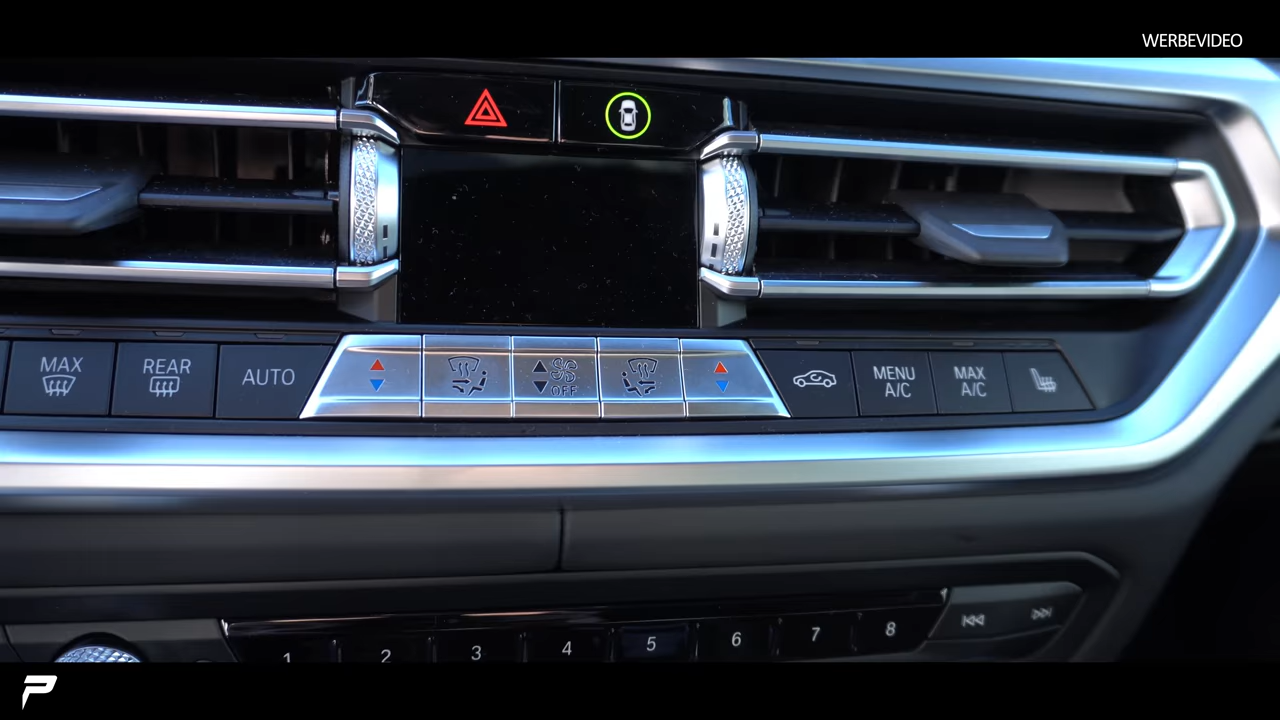 WERBEVIDEO
MAX
REAR
AUTO
OFF
MENU
A/C
MAX
A/C
1 2 3 4 5 6 7 8